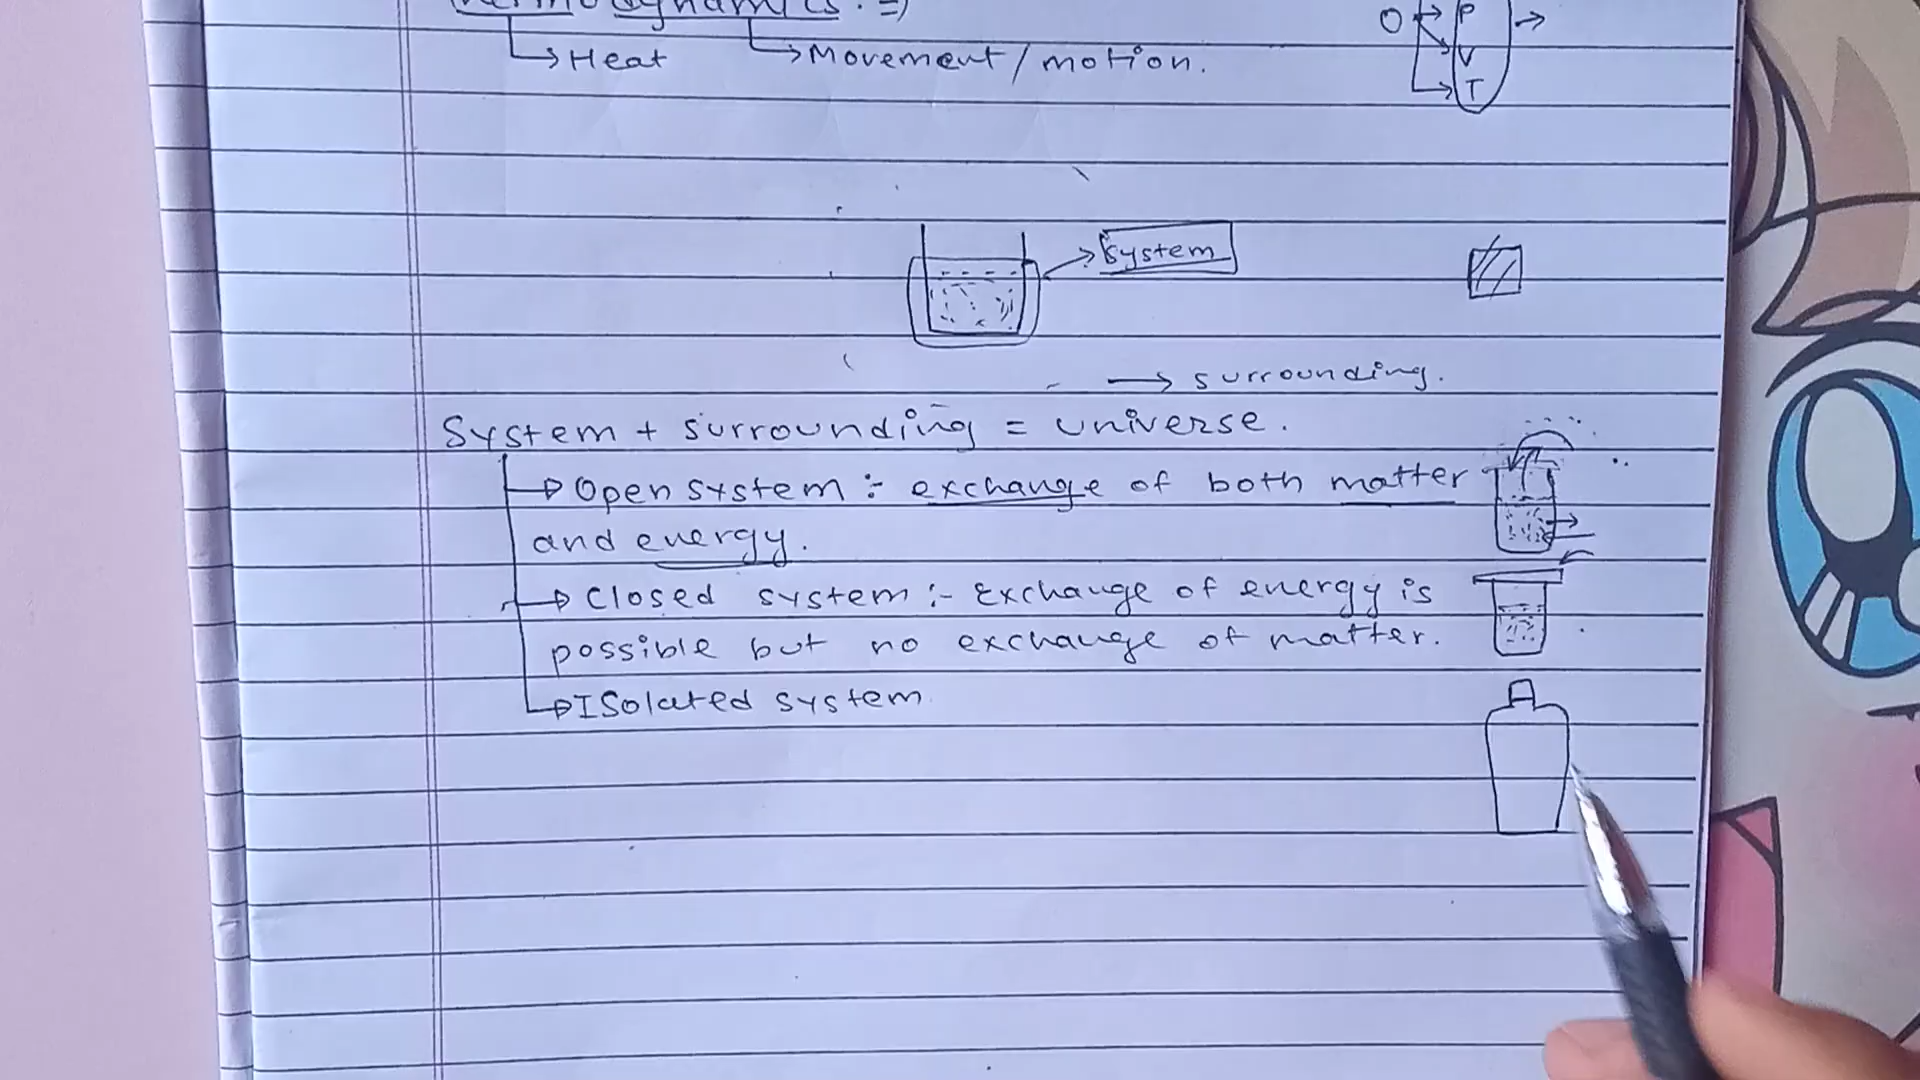 Thermodynamics. =>
O P
V
T
Heat
Movement / motion.
System
surrounding.
System + surrounding = universe.
Open system :- exchange of both matter
and energy.
Closed system :- Exchange of energy is
possible but no exchange of matter.
ISolated system.